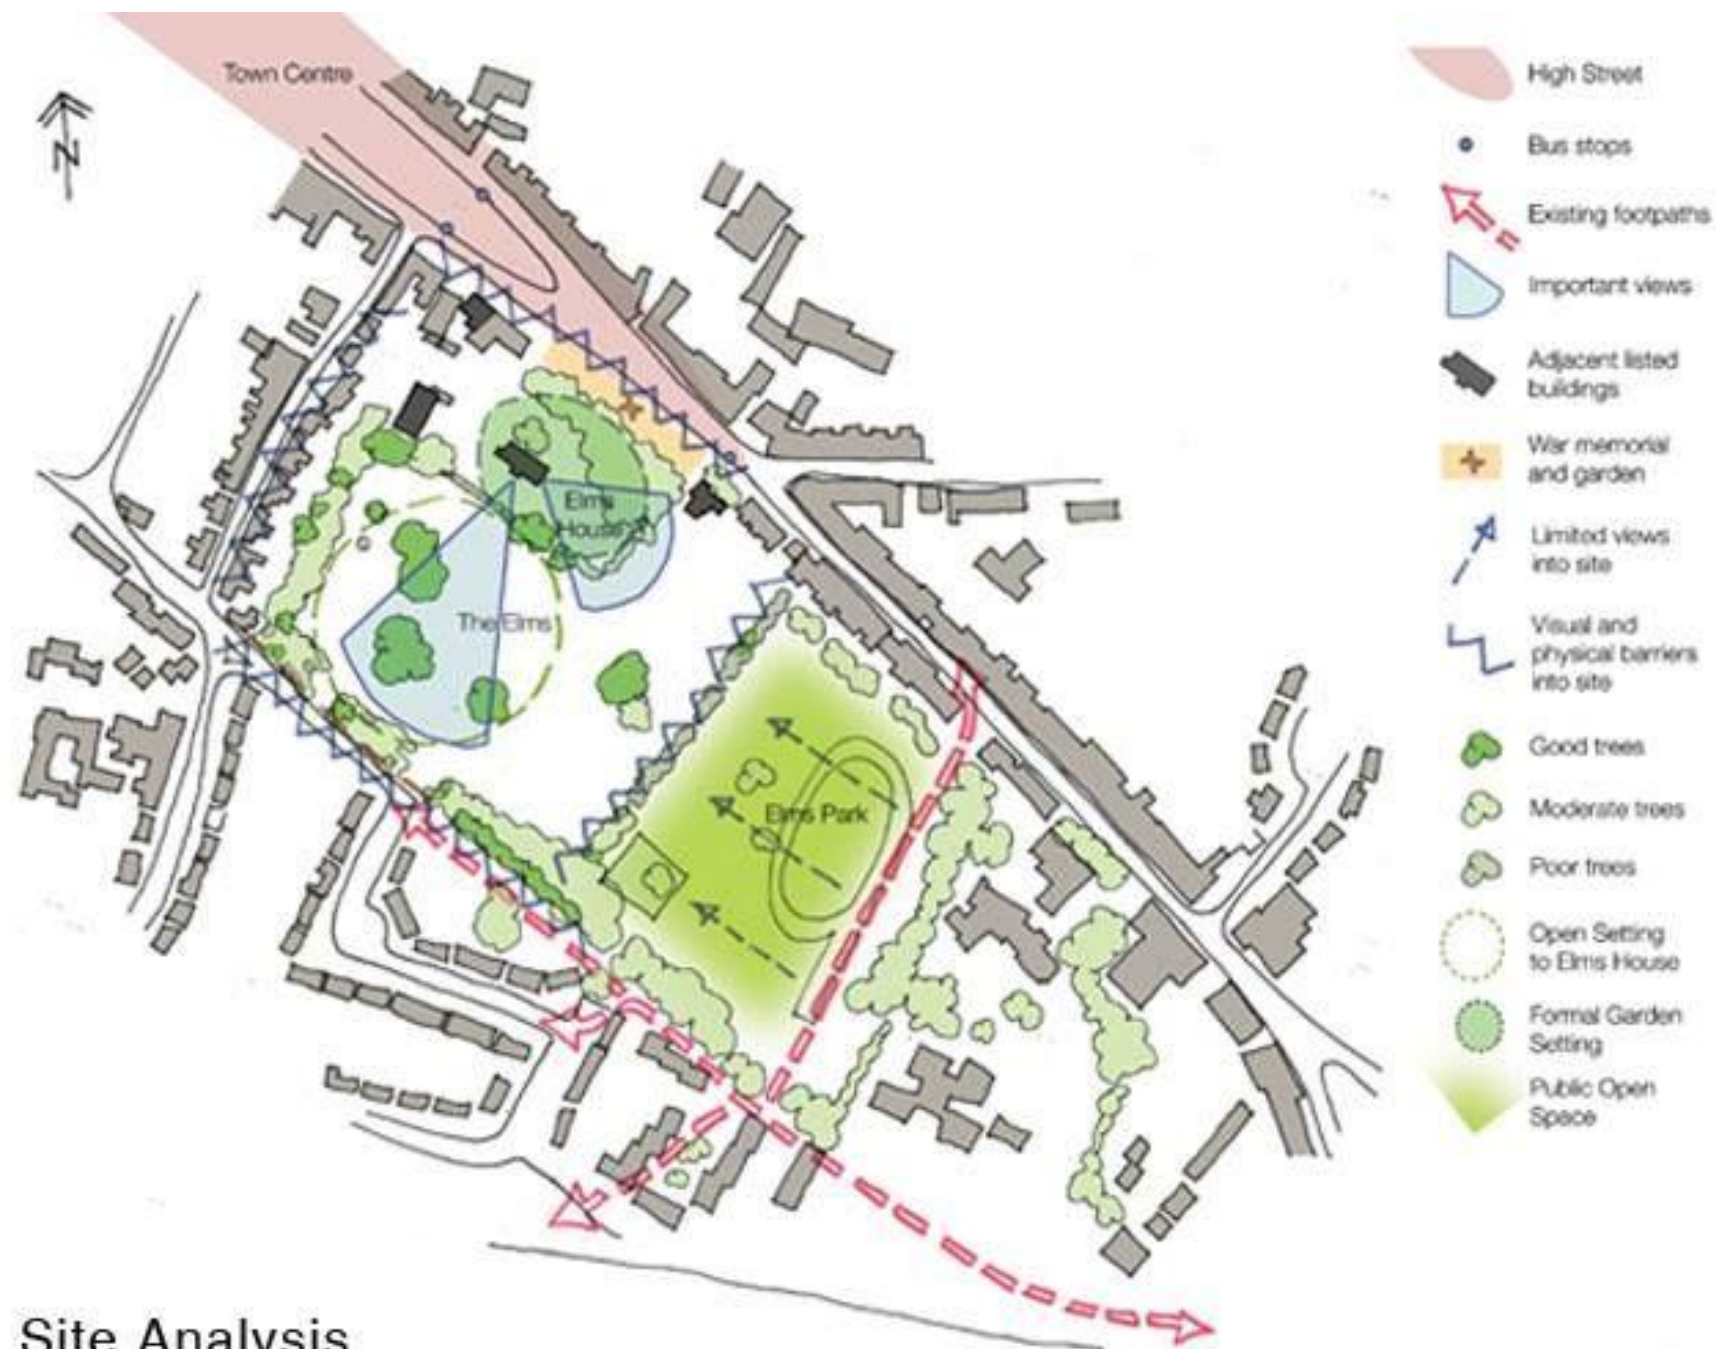 Town Centre
N
Elms
House
The Elms
Elms Park
High Street
Bus stops
Existing footpaths
Important views
Adjacent listed
buildings
War memorial
and garden
Limited views
into site
Visual and
physical barriers
into site
Good trees
Moderate trees
Poor trees
Open Setting
to Elms House
Formal Garden
Setting
Public Open
Space
Site Analysis